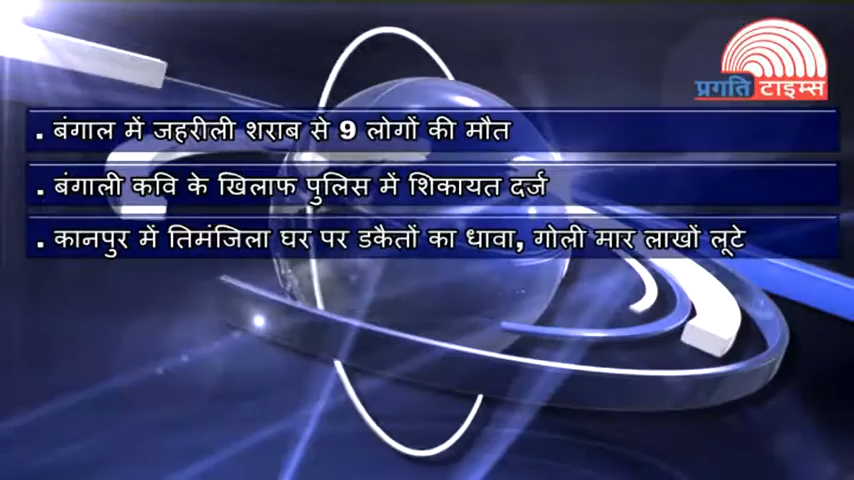 प्रगति टाइम्स
. बंगाल में जहरीली शराब से 9 लोगों की मौत
. बंगाली कवि के खिलाफ पुलिस में शिकायत दर्ज
. कानपुर में तिमंजिला घर पर डकैतों का धावा, गोली मार लाखों लूटे